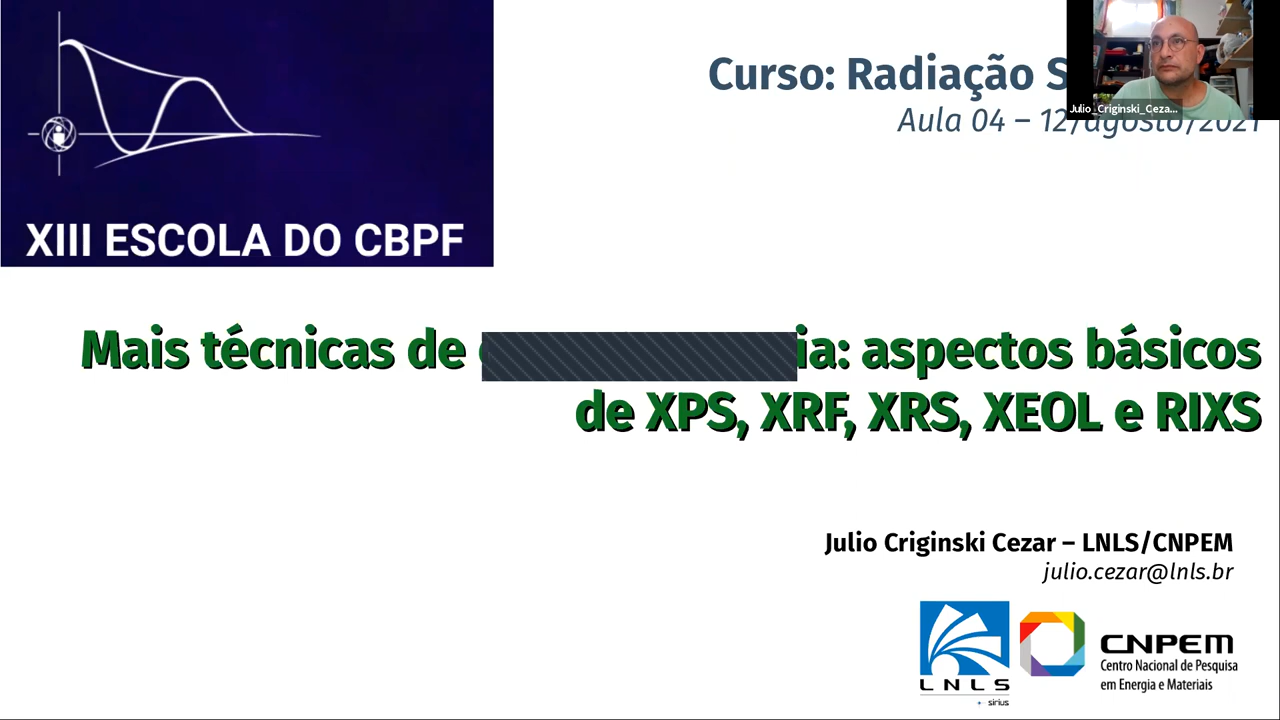 XIII ESCOLA DO CBPF
Curso: Radiação
Aula 04 – 12/agosto/2021
Julio_Criginski_Ceza...
Mais técnicas de ia: aspectos básicos
de XPS, XRF, XRS, XEOL e RIXS
Julio Criginski Cezar – LNLS/CNPEM
julio.cezar@lnls.br
LNLS
sirius
CNPEM
Centro Nacional de Pesquisa
em Energia e Materiais